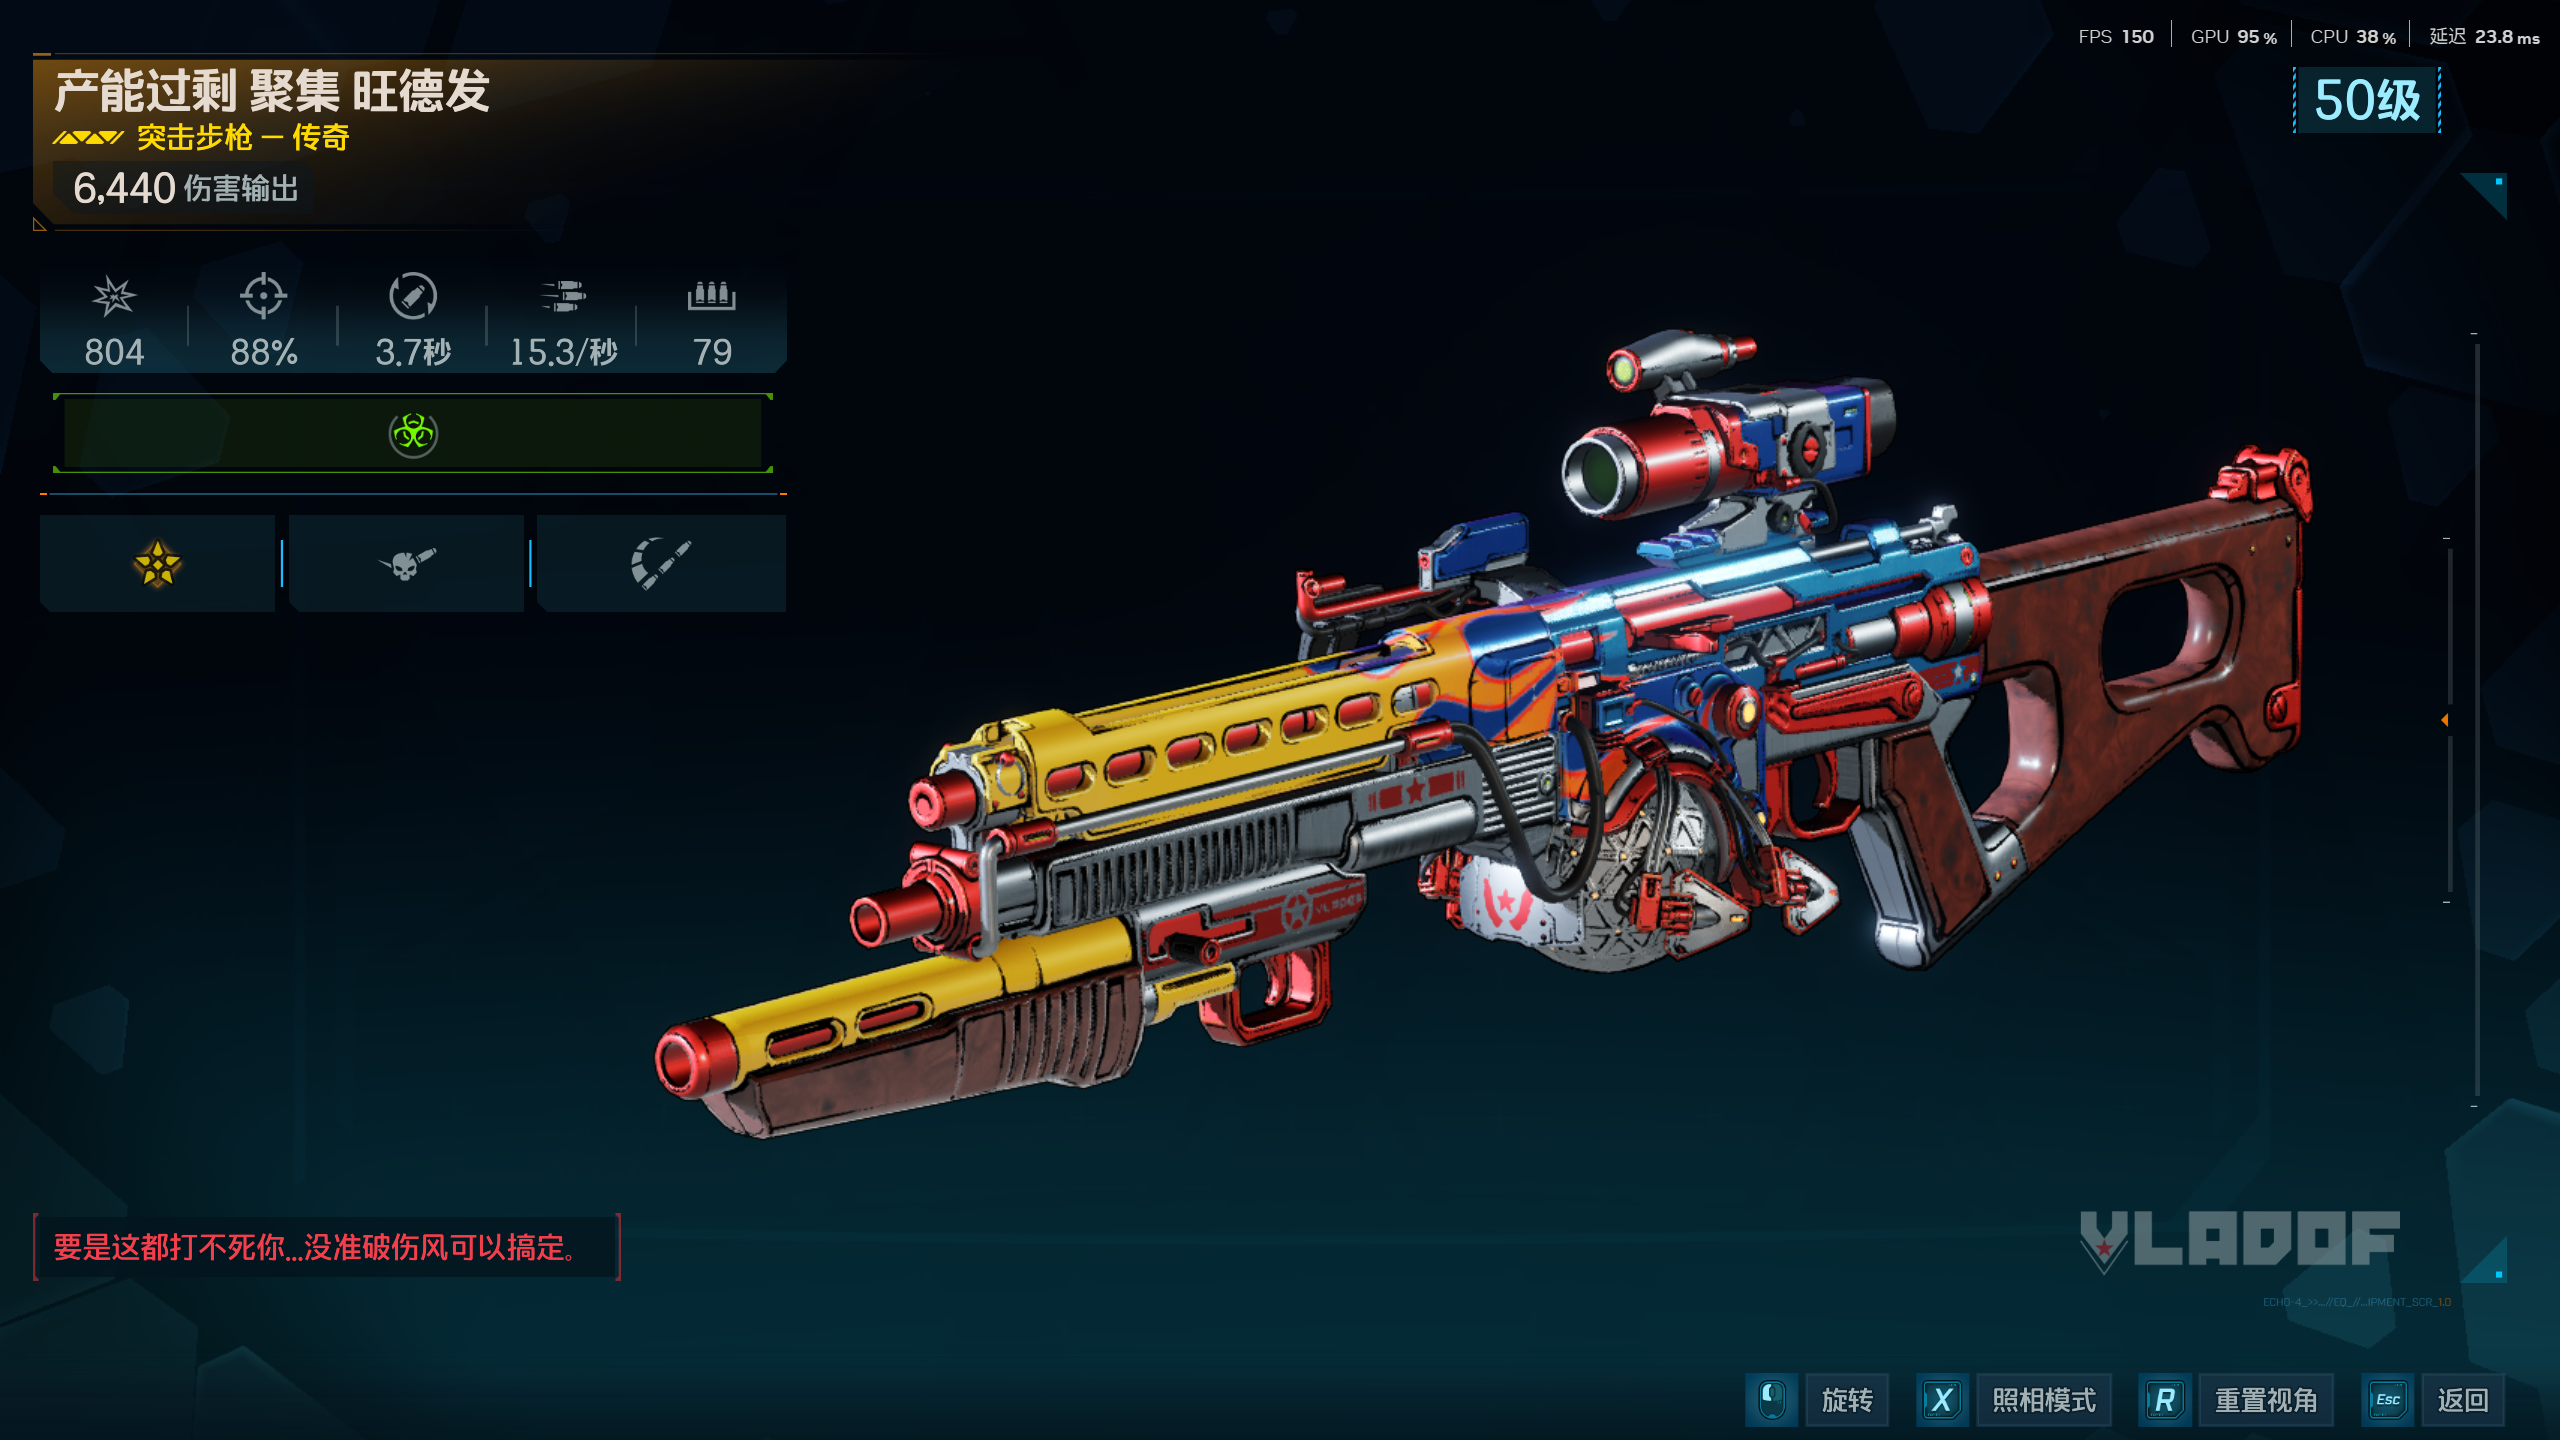 FPS 150 GPU 95 % CPU 38 % 延迟 23.8 ms
产能过剩 聚集 旺德发
50级
突击步枪 — 传奇
6,440 伤害输出
804 88% 3.7秒 15.3/秒 79
要是这都打不死你...没准破伤风可以搞定。
VLADOF
旋转 X 照相模式 R 重置视角 Esc 返回